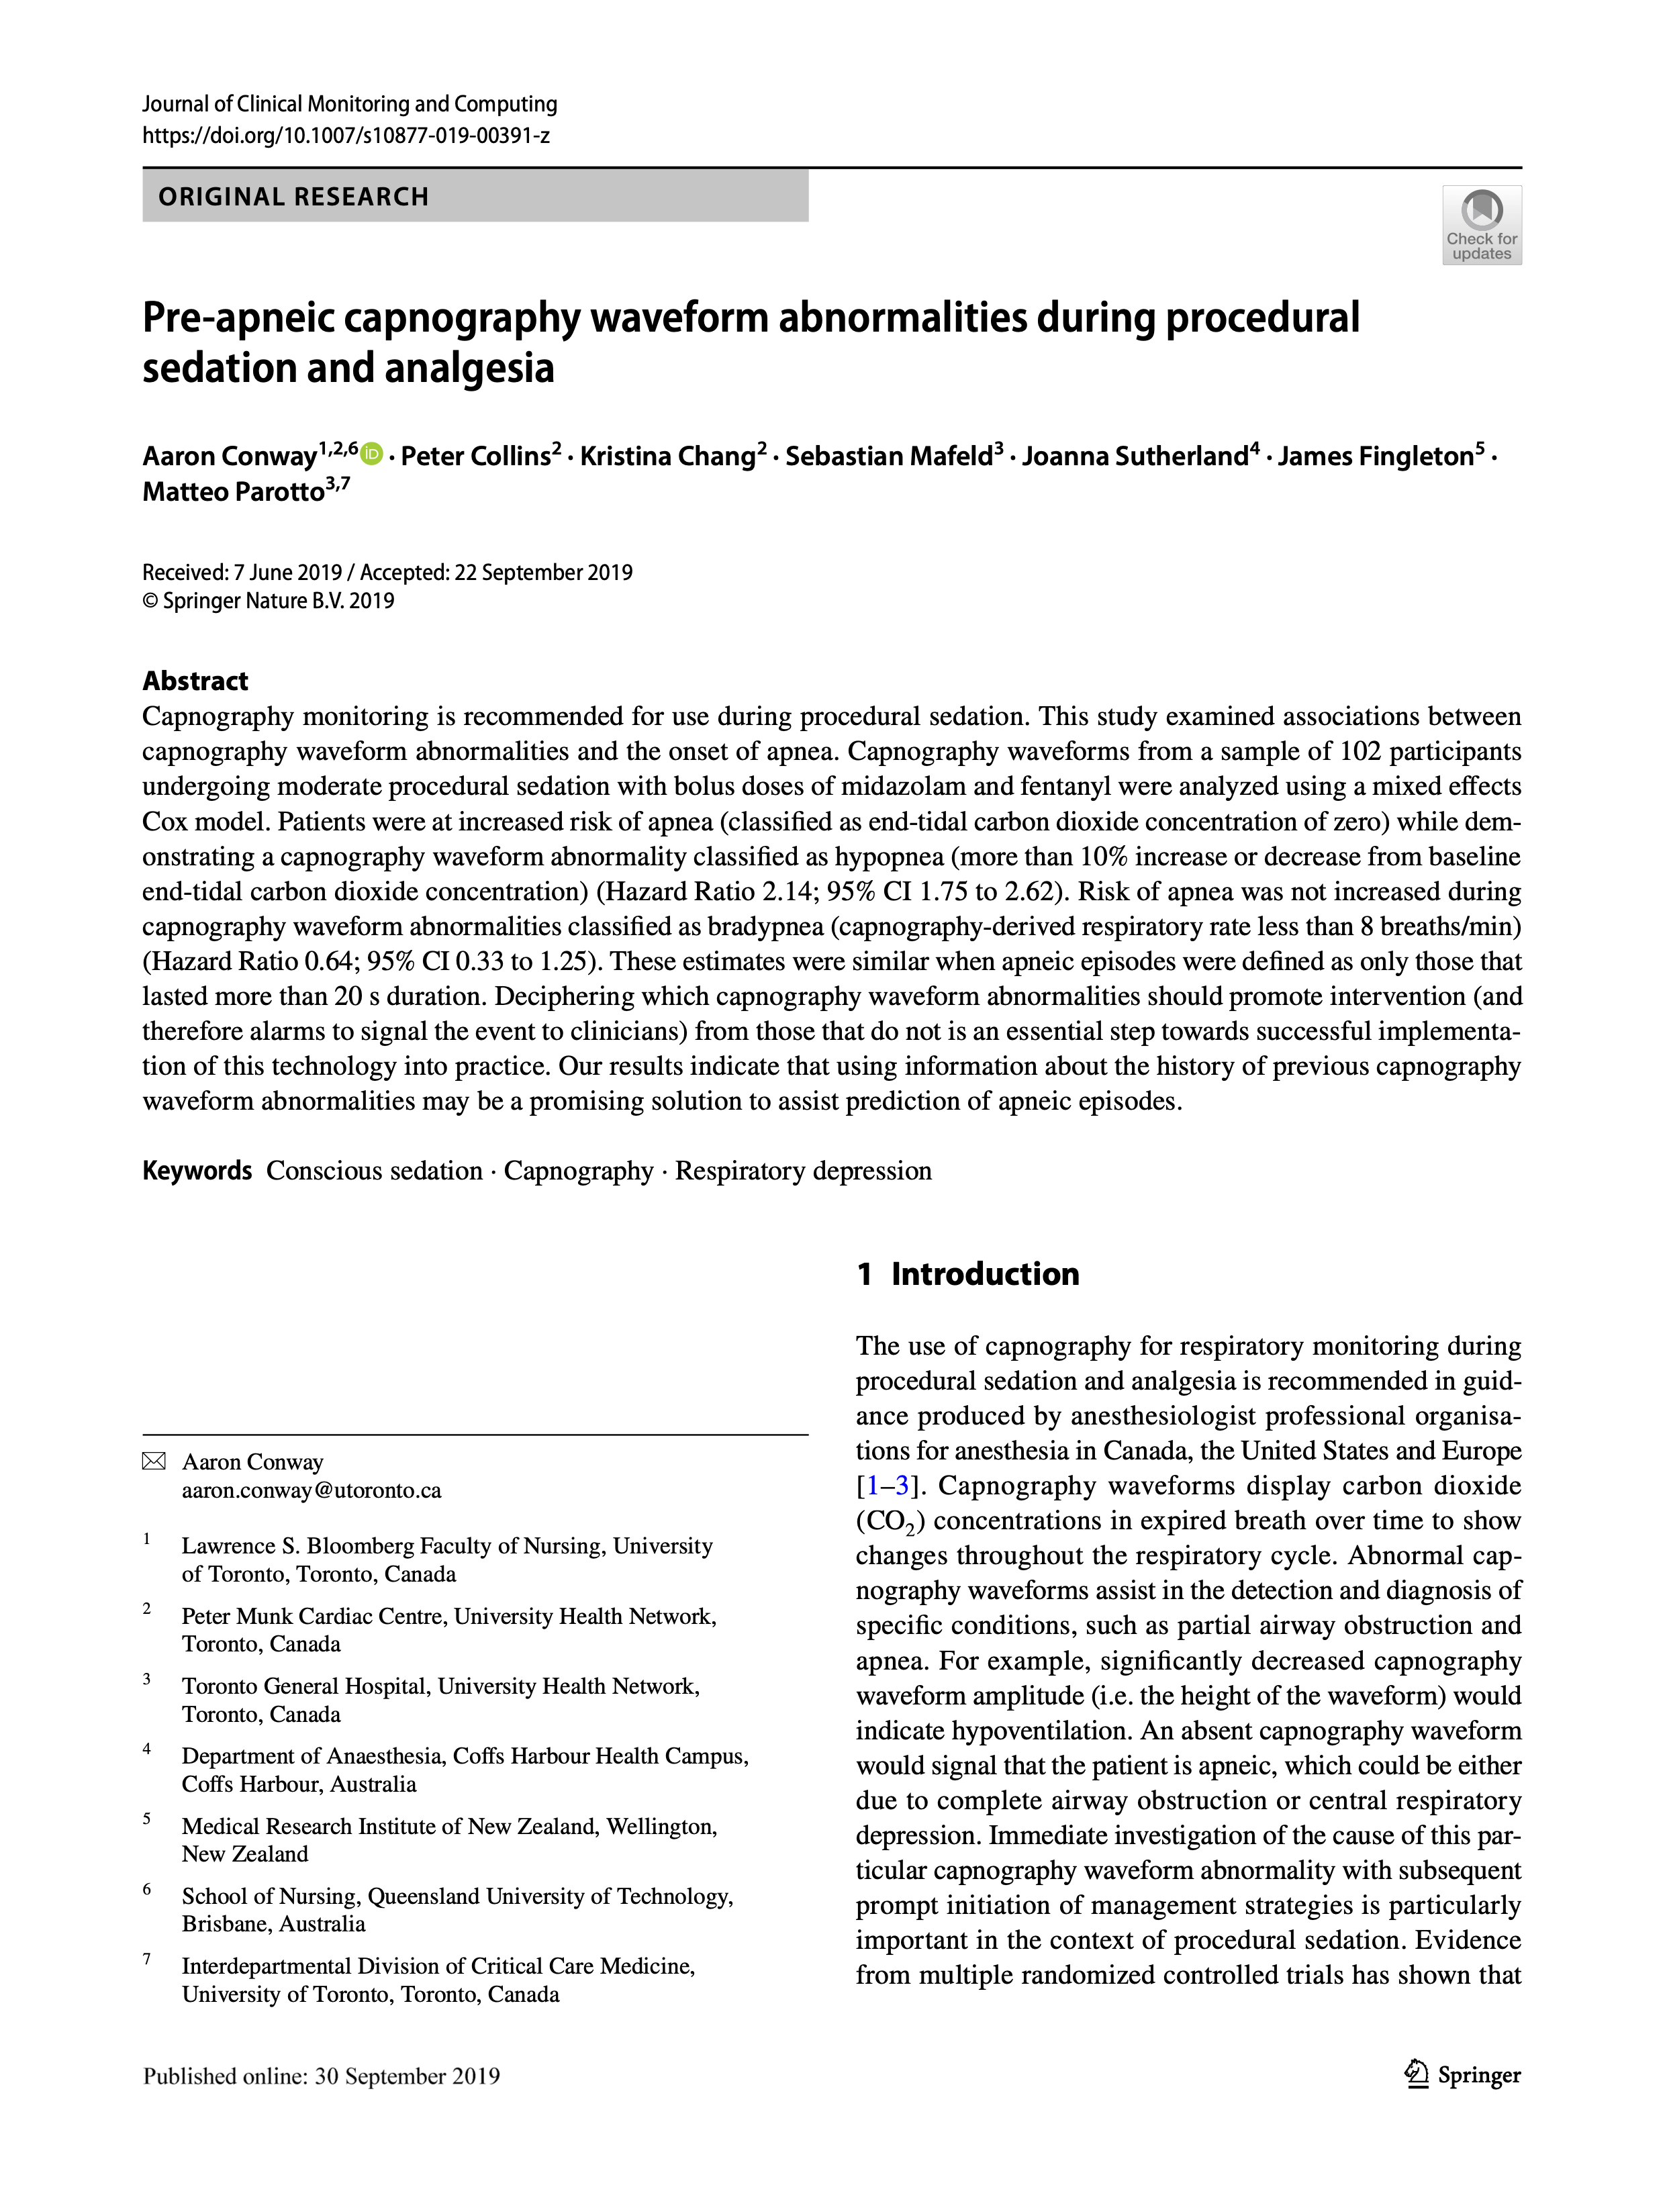 Journal of Clinical Monitoring and Computing
https://doi.org/10.1007/s10877-019-00391-z
ORIGINAL RESEARCH
Check for
updates
Pre-apneic capnography waveform abnormalities during procedural
sedation and analgesia
Aaron Conway1,2,6 iD · Peter Collins2 · Kristina Chang2 · Sebastian Mafeld3 · Joanna Sutherland4 · James Fingleton5 ·
Matteo Parotto3,7
Received: 7 June 2019 / Accepted: 22 September 2019
© Springer Nature B.V. 2019
Abstract
Capnography monitoring is recommended for use during procedural sedation. This study examined associations between
capnography waveform abnormalities and the onset of apnea. Capnography waveforms from a sample of 102 participants
undergoing moderate procedural sedation with bolus doses of midazolam and fentanyl were analyzed using a mixed effects
Cox model. Patients were at increased risk of apnea (classified as end-tidal carbon dioxide concentration of zero) while dem-
onstrating a capnography waveform abnormality classified as hypopnea (more than 10% increase or decrease from baseline
end-tidal carbon dioxide concentration) (Hazard Ratio 2.14; 95% CI 1.75 to 2.62). Risk of apnea was not increased during
capnography waveform abnormalities classified as bradypnea (capnography-derived respiratory rate less than 8 breaths/min)
(Hazard Ratio 0.64; 95% CI 0.33 to 1.25). These estimates were similar when apneic episodes were defined as only those that
lasted more than 20 s duration. Deciphering which capnography waveform abnormalities should promote intervention (and
therefore alarms to signal the event to clinicians) from those that do not is an essential step towards successful implementa-
tion of this technology into practice. Our results indicate that using information about the history of previous capnography
waveform abnormalities may be a promising solution to assist prediction of apneic episodes.
Keywords Conscious sedation · Capnography · Respiratory depression
Aaron Conway
aaron.conway@utoronto.ca
1 Lawrence S. Bloomberg Faculty of Nursing, University
of Toronto, Toronto, Canada
2 Peter Munk Cardiac Centre, University Health Network,
Toronto, Canada
3 Toronto General Hospital, University Health Network,
Toronto, Canada
4 Department of Anaesthesia, Coffs Harbour Health Campus,
Coffs Harbour, Australia
5 Medical Research Institute of New Zealand, Wellington,
New Zealand
6 School of Nursing, Queensland University of Technology,
Brisbane, Australia
7 Interdepartmental Division of Critical Care Medicine,
University of Toronto, Toronto, Canada
1 Introduction
The use of capnography for respiratory monitoring during
procedural sedation and analgesia is recommended in guid-
ance produced by anesthesiologist professional organisa-
tions for anesthesia in Canada, the United States and Europe
[1–3]. Capnography waveforms display carbon dioxide
(CO2) concentrations in expired breath over time to show
changes throughout the respiratory cycle. Abnormal cap-
nography waveforms assist in the detection and diagnosis of
specific conditions, such as partial airway obstruction and
apnea. For example, significantly decreased capnography
waveform amplitude (i.e. the height of the waveform) would
indicate hypoventilation. An absent capnography waveform
would signal that the patient is apneic, which could be either
due to complete airway obstruction or central respiratory
depression. Immediate investigation of the cause of this par-
ticular capnography waveform abnormality with subsequent
prompt initiation of management strategies is particularly
important in the context of procedural sedation. Evidence
from multiple randomized controlled trials has shown that
Published online: 30 September 2019
Springer